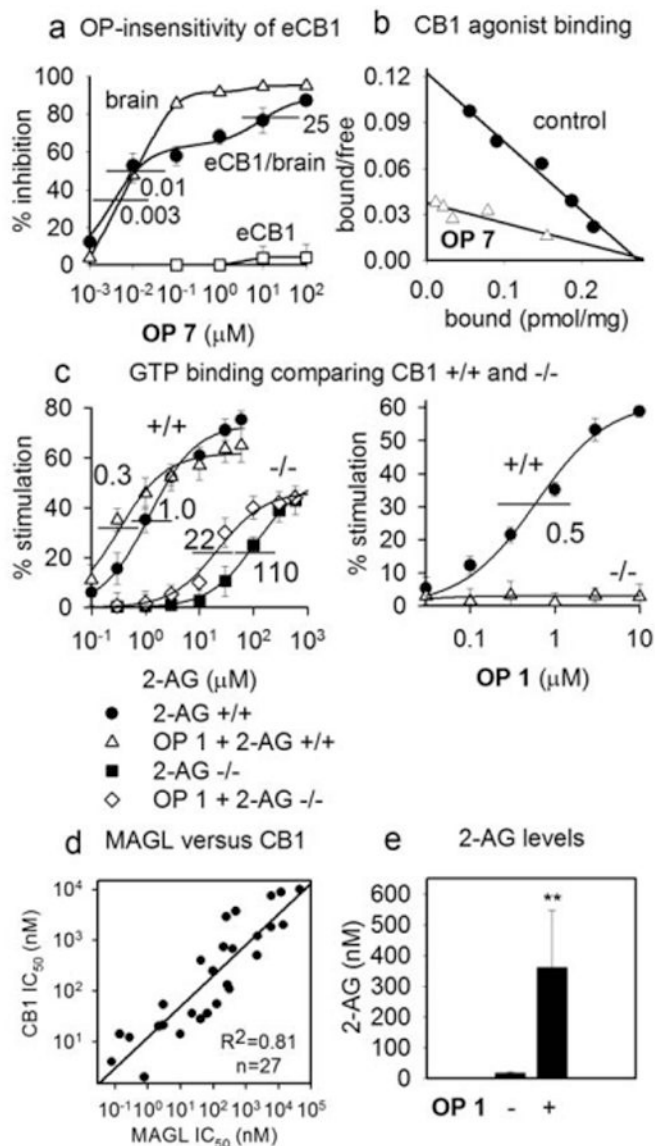 a OP-insensitivity of eCB1
% inhibition
100
80
60
40
20
0
brain
0.01
0.003
25
eCB1/brain
eCB1
10⁻³ 10⁻² 10⁻¹ 10⁰ 10¹ 10²
OP 7 (μM)
b CB1 agonist binding
bound/free
0.12
0.09
0.06
0.03
0.00
control
OP 7
0.0 0.1 0.2
bound (pmol/mg)
c GTP binding comparing CB1 +/+ and -/-
% stimulation
80
60
40
20
0
+/+
0.3
1.0
-/-
22
110
10⁻¹ 10⁰ 10¹ 10² 10³
2-AG (μM)
2-AG +/+
OP 1 + 2-AG +/+
2-AG -/-
OP 1 + 2-AG -/-
% stimulation
60
50
40
30
20
10
0
+/+
0.5
-/-
0.1 1 10
OP 1 (μM)
d MAGL versus CB1
CB1 IC₅₀ (nM)
10⁴
10³
10²
10¹
R²=0.81
n=27
10⁻¹ 10⁰ 10¹ 10² 10³ 10⁴ 10⁵
MAGL IC₅₀ (nM)
e 2-AG levels
2-AG (nM)
600
500
400
300
200
100
0
**
OP 1 - +